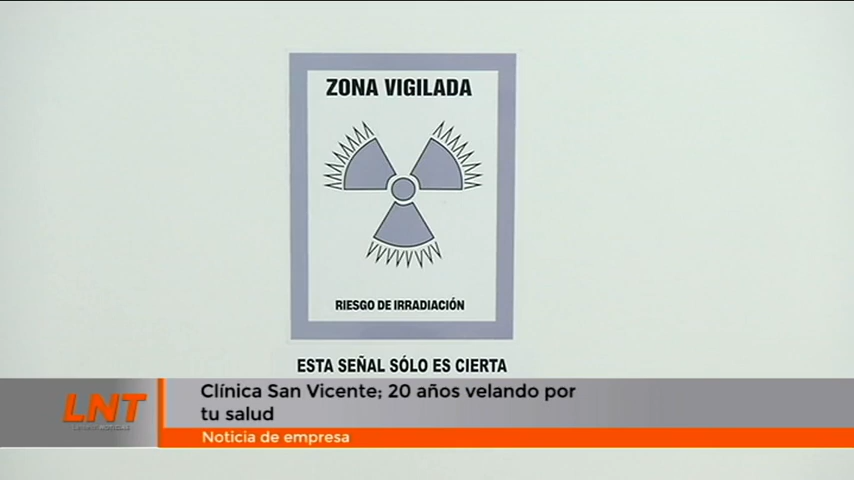 ZONA VIGILADA
RIESGO DE IRRADIACIÓN
ESTA SEÑAL SÓLO ES CIERTA
LNT
Clínica San Vicente; 20 años velando por
tu salud
Noticia de empresa